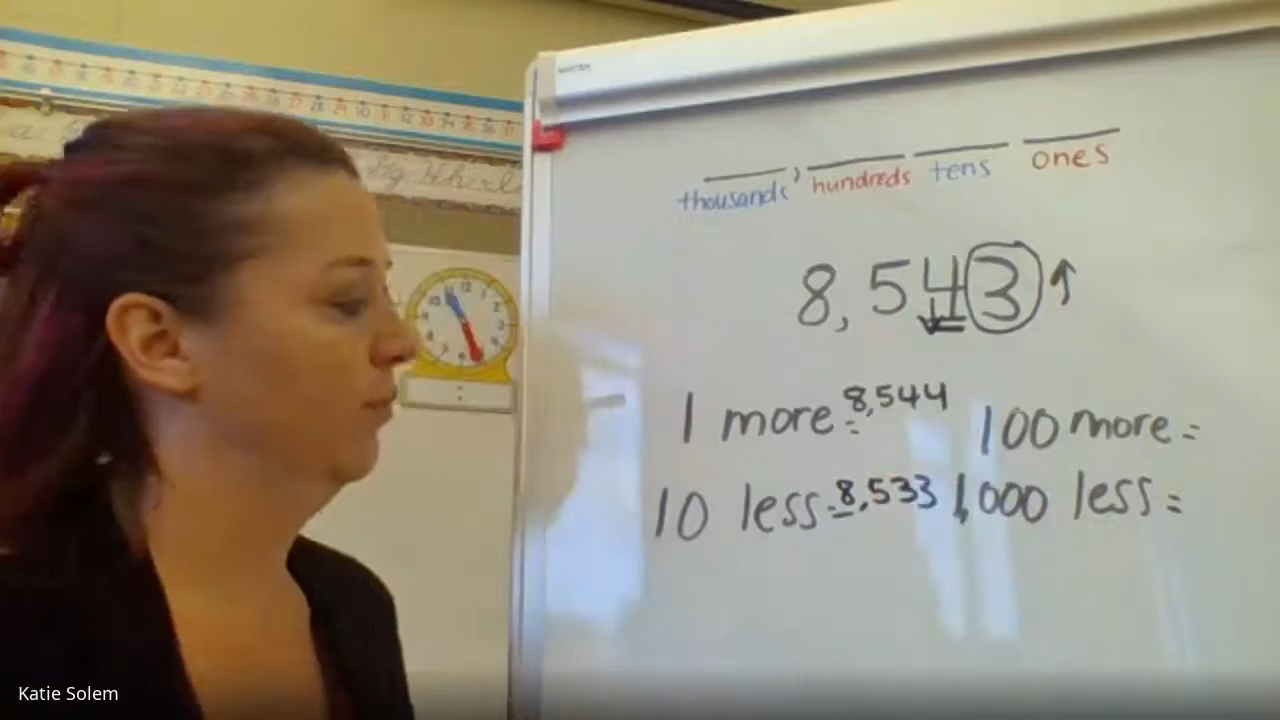 thousands, hundreds tens ones
8,543 ↑
1 more = 8,544 100 more =
10 less = 8,533 1,000 less =
Katie Solem